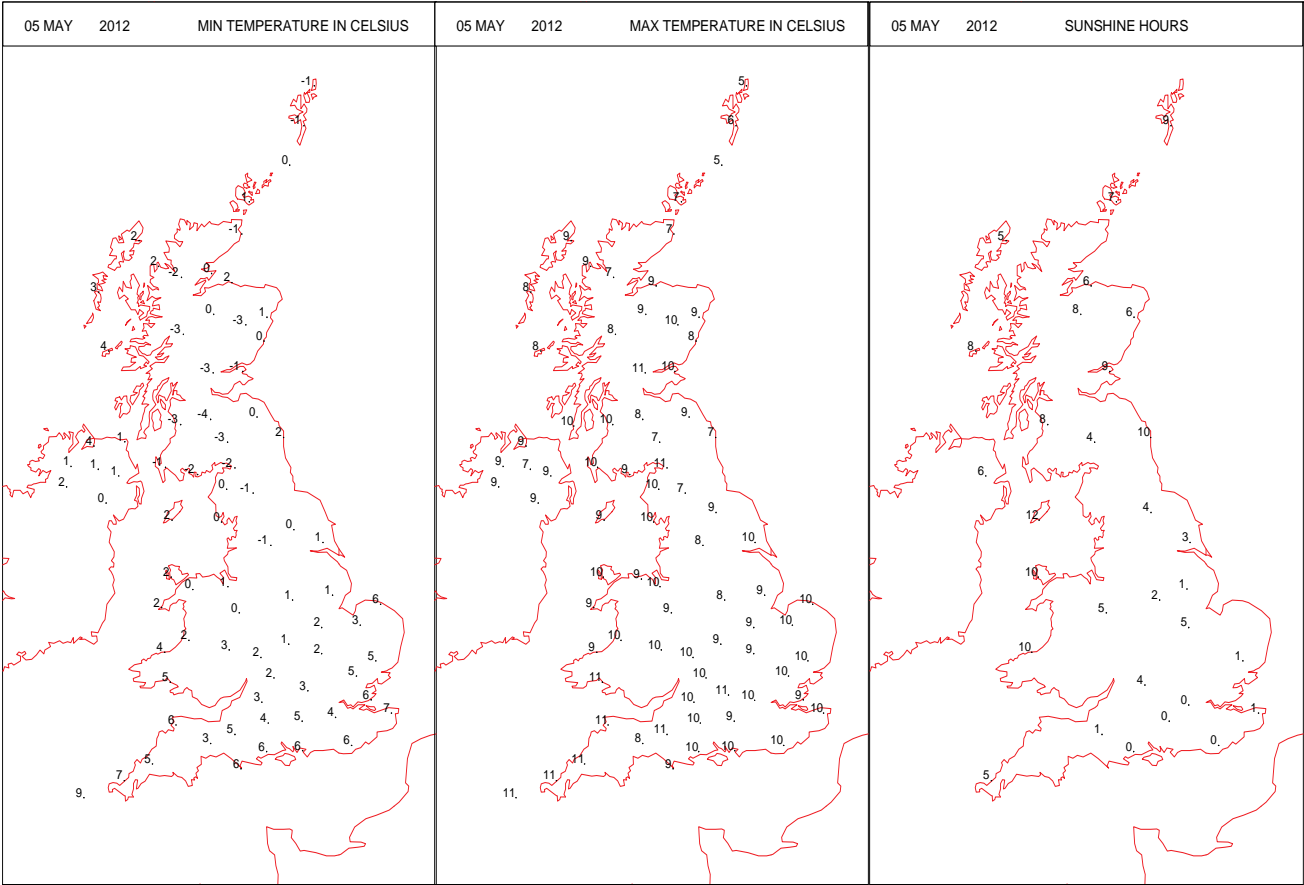 05 MAY 2012 MIN TEMPERATURE IN CELSIUS
-1.
-1.
0.
1.
-1.
2.
2.
-2. 0.
2.
3.
0. 1.
-3.
-3. 0.
4.
-3. -1.
-4. 0.
-3.
2.
4. 1. -3.
1. 1. -1. -2.
1. -2.
2. 0. -1.
0.
2. 0. 0.
-1. 1.
2.
0. 1. 1.
2. 0. 1. 6.
2. 3.
2. 1.
4. 3. 2. 2. 5.
5. 2. 5.
3. 3. 6.
6. 4. 5. 4. 7.
3. 5.
6. 6. 6.
5. 6.
7.
9.
05 MAY 2012 MAX TEMPERATURE IN CELSIUS
5.
6.
5.
7.
7.
9.
9. 7.
9.
8.
9. 9.
8. 10.
8.
8.
11. 10.
8. 9.
10. 10.
9. 7. 7.
9. 7. 10. 11.
9. 9.
9. 10. 7.
9.
9. 10. 9.
8. 10.
10. 9. 10.
8. 9.
9. 9. 10.
9. 10.
10. 9.
9. 10. 10. 9. 10.
11. 10. 10.
10. 11. 10. 9.
11. 10. 9. 10.
8. 11.
10. 10. 10.
11. 9.
11.
11.
05 MAY 2012 SUNSHINE HOURS
9.
7.
5.
6.
8. 6.
8.
9.
8.
4. 10.
6.
4.
12.
3.
10. 1.
5. 2.
5.
10. 1.
4.
0.
1. 0. 1.
0. 0.
5.